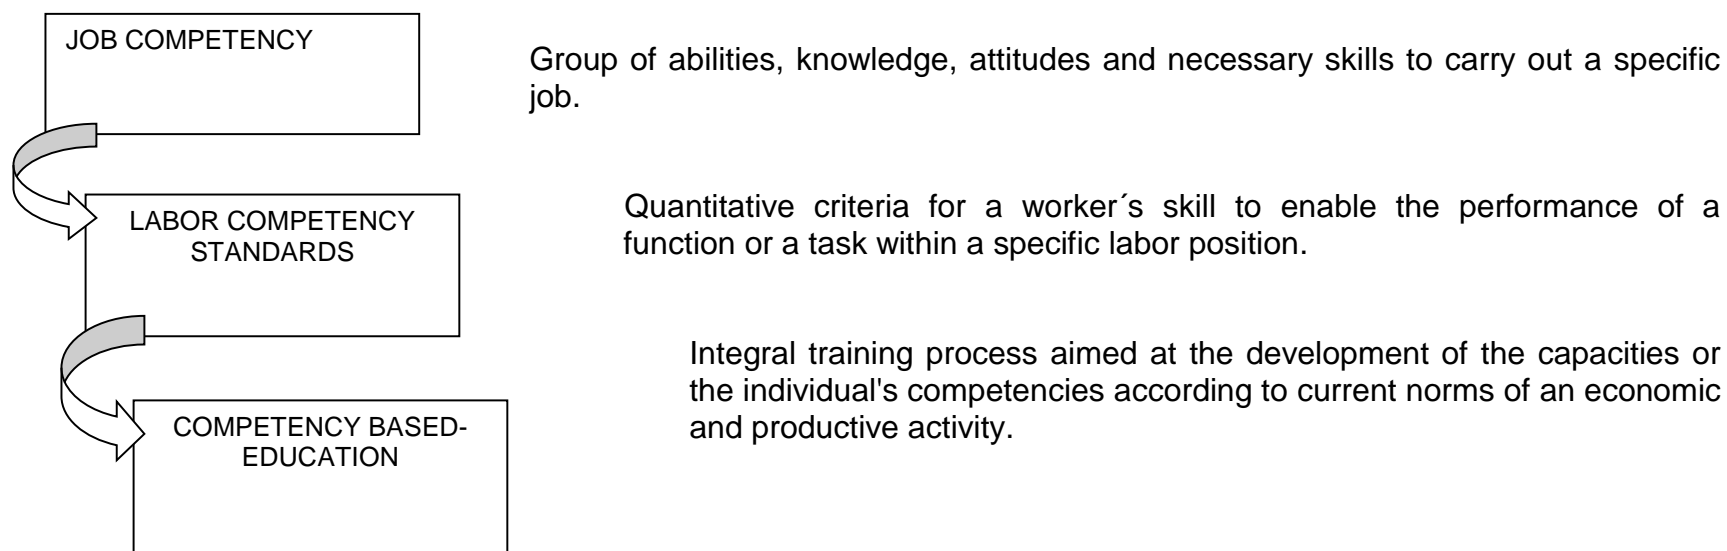 JOB COMPETENCY
Group of abilities, knowledge, attitudes and necessary skills to carry out a specific
job.
LABOR COMPETENCY
STANDARDS
Quantitative criteria for a worker´s skill to enable the performance of a
function or a task within a specific labor position.
Integral training process aimed at the development of the capacities or
the individual's competencies according to current norms of an economic
and productive activity.
COMPETENCY BASED-
EDUCATION